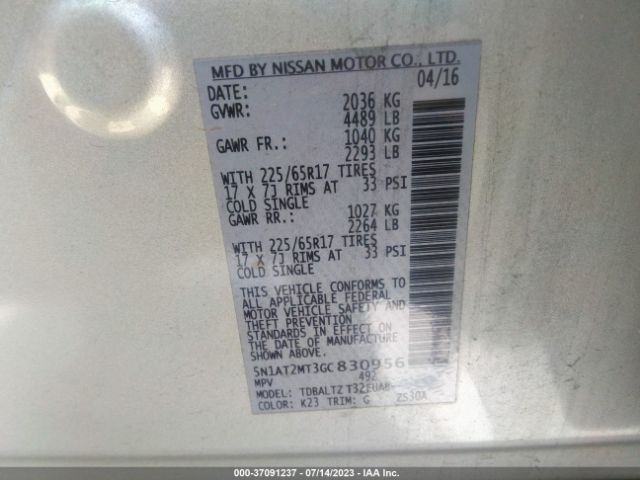 MFD BY NISSAN MOTOR CO., LTD.
DATE: 04/16
GVWR: 2036 KG
4489 LB
GAWR FR.: 1040 KG
2293 LB
WITH 225/65R17 TIRES
17 X 7J RIMS AT 33 PSI
COLD SINGLE
GAWR RR.: 1027 KG
2264 LB
WITH 225/65R17 TIRES
17 X 7J RIMS AT 33 PSI
COLD SINGLE
THIS VEHICLE CONFORMS TO
ALL APPLICABLE FEDERAL
MOTOR VEHICLE SAFETY AND
THEFT PREVENTION
STANDARDS IN EFFECT ON
THE DATE OF MANUFACTURE
SHOWN ABOVE.
5N1AT2MT3GC830956
MPV 492
MODEL: TDBALTZ
COLOR: K23 TRIM: G ZS30A
000-37091237 - 07/14/2023 - IAA Inc.